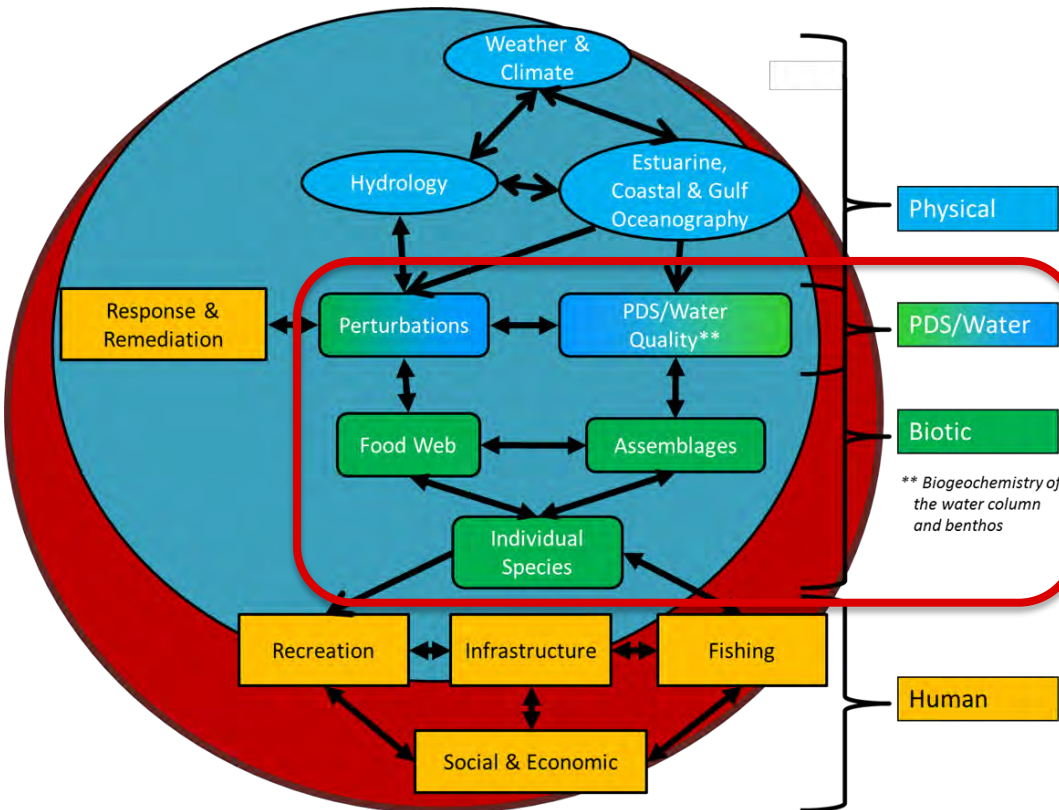 Weather &
Climate
Hydrology
Estuarine,
Coastal & Gulf
Oceanography
Physical
Response &
Remediation
Perturbations
PDS/Water
Quality**
PDS/Water
Food Web
Assemblages
Biotic
** Biogeochemistry of
the water column
and benthos
Individual
Species
Recreation
Infrastructure
Fishing
Human
Social & Economic